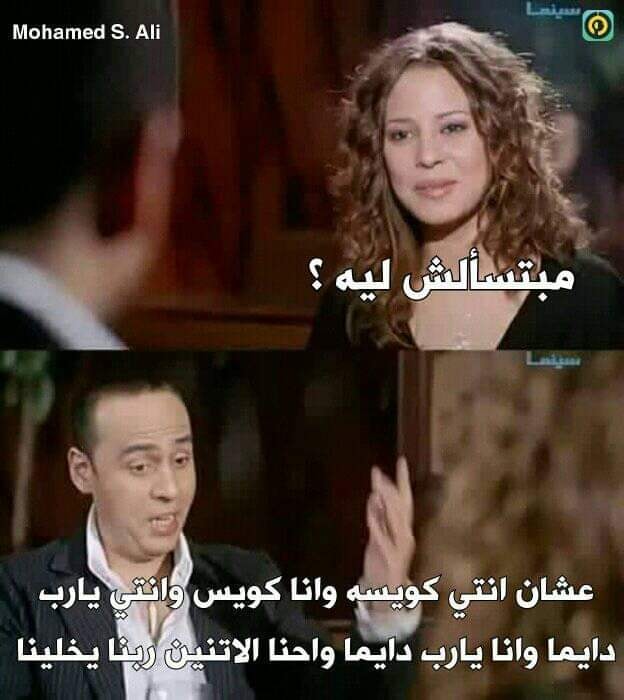 سينما
Mohamed S. Ali
مبتسألش ليه ؟
سينما
عشان انتي كويسه وانا كويس وانتي يارب
دايما وانا يارب دايما واحنا الاتنين ربنا يخلينا